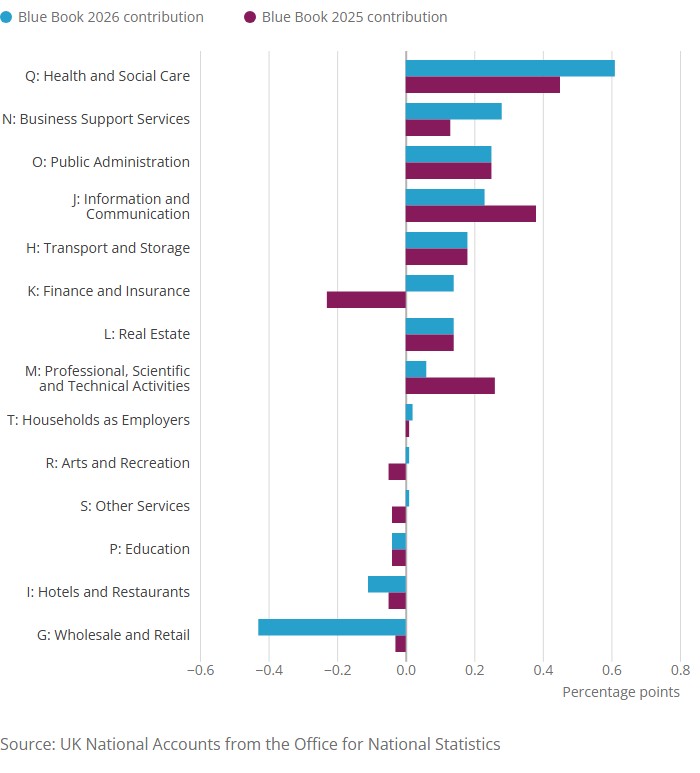 Blue Book 2026 contribution
Blue Book 2025 contribution
Q: Health and Social Care
N: Business Support Services
O: Public Administration
J: Information and
Communication
H: Transport and Storage
K: Finance and Insurance
L: Real Estate
M: Professional, Scientific
and Technical Activities
T: Households as Employers
R: Arts and Recreation
S: Other Services
P: Education
I: Hotels and Restaurants
G: Wholesale and Retail
−0.6 −0.4 −0.2 0.0 0.2 0.4 0.6 0.8
Percentage points
Source: UK National Accounts from the Office for National Statistics